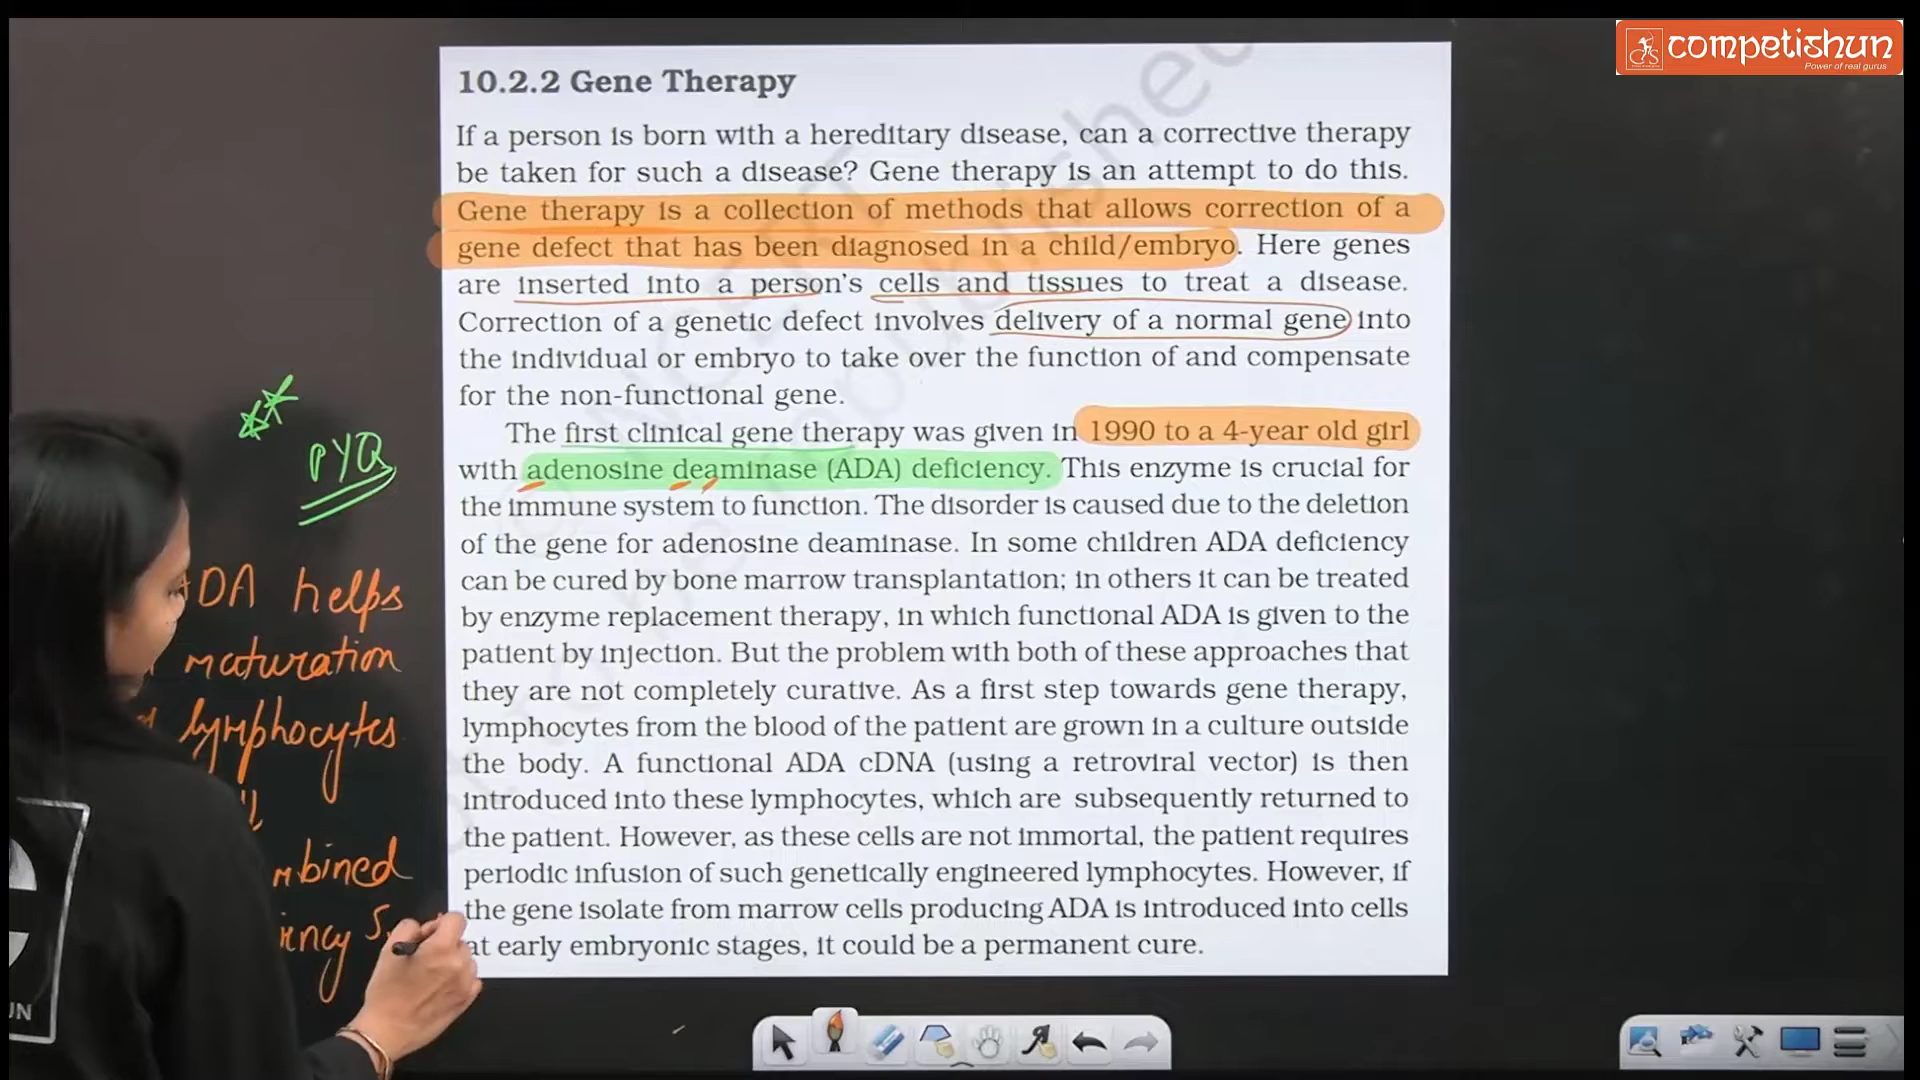 competishun
Power of real gurus
10.2.2 Gene Therapy
If a person is born with a hereditary disease, can a corrective therapy
be taken for such a disease? Gene therapy is an attempt to do this.
Gene therapy is a collection of methods that allows correction of a
gene defect that has been diagnosed in a child/embryo. Here genes
are inserted into a person's cells and tissues to treat a disease.
Correction of a genetic defect involves delivery of a normal gene into
the individual or embryo to take over the function of and compensate
for the non-functional gene.
The first clinical gene therapy was given in 1990 to a 4-year old girl
with adenosine deaminase (ADA) deficiency. This enzyme is crucial for
the immune system to function. The disorder is caused due to the deletion
of the gene for adenosine deaminase. In some children ADA deficiency
can be cured by bone marrow transplantation; in others it can be treated
by enzyme replacement therapy, in which functional ADA is given to the
patient by injection. But the problem with both of these approaches that
they are not completely curative. As a first step towards gene therapy,
lymphocytes from the blood of the patient are grown in a culture outside
the body. A functional ADA cDNA (using a retroviral vector) is then
introduced into these lymphocytes, which are subsequently returned to
the patient. However, as these cells are not immortal, the patient requires
periodic infusion of such genetically engineered lymphocytes. However, if
the gene isolate from marrow cells producing ADA is introduced into cells
at early embryonic stages, it could be a permanent cure.
PYQ
DA helps
maturation
lymphocytes
mbined
iency S
UN